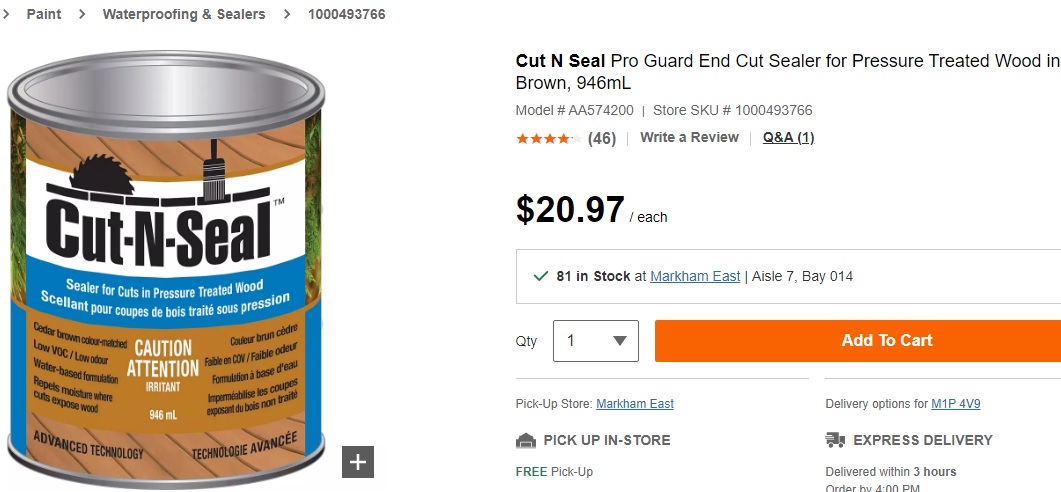 Paint > Waterproofing & Sealers > 1000493766
Cut N Seal Pro Guard End Cut Sealer for Pressure Treated Wood in
Brown, 946mL
Model # AA574200 | Store SKU # 1000493766
(46) | Write a Review | Q&A (1)
$20.97 / each
81 in Stock at Markham East | Aisle 7, Bay 014
Qty 1 Add To Cart
Pick-Up Store: Markham East
Delivery options for M1P 4V9
PICK UP IN-STORE
EXPRESS DELIVERY
FREE Pick-Up
Delivered within 3 hours
Order by 4:00 PM
Cut-N-Seal™
Sealer for Cuts in Pressure Treated Wood
Scellant pour coupes de bois traité sous pression
Cedar brown colour-matched
Low VOC / Low odour
Water-based formulation
Repels moisture where
cuts expose wood
CAUTION
ATTENTION
IRRITANT
946 mL
Couleur brun cèdre
Faible en COV / Faible odeur
Formulation à base d'eau
Imperméabilise les coupes
exposant du bois non traité
ADVANCED TECHNOLOGY
TECHNOLOGIE AVANCÉE